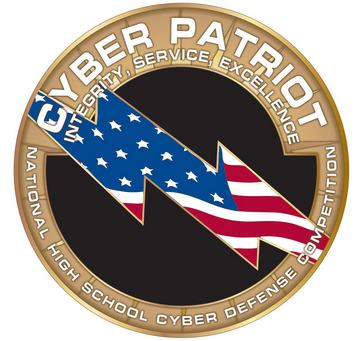 CYBER PATRIOT
INTEGRITY, SERVICE, EXCELLENCE
NATIONAL HIGH SCHOOL CYBER DEFENSE COMPETITION